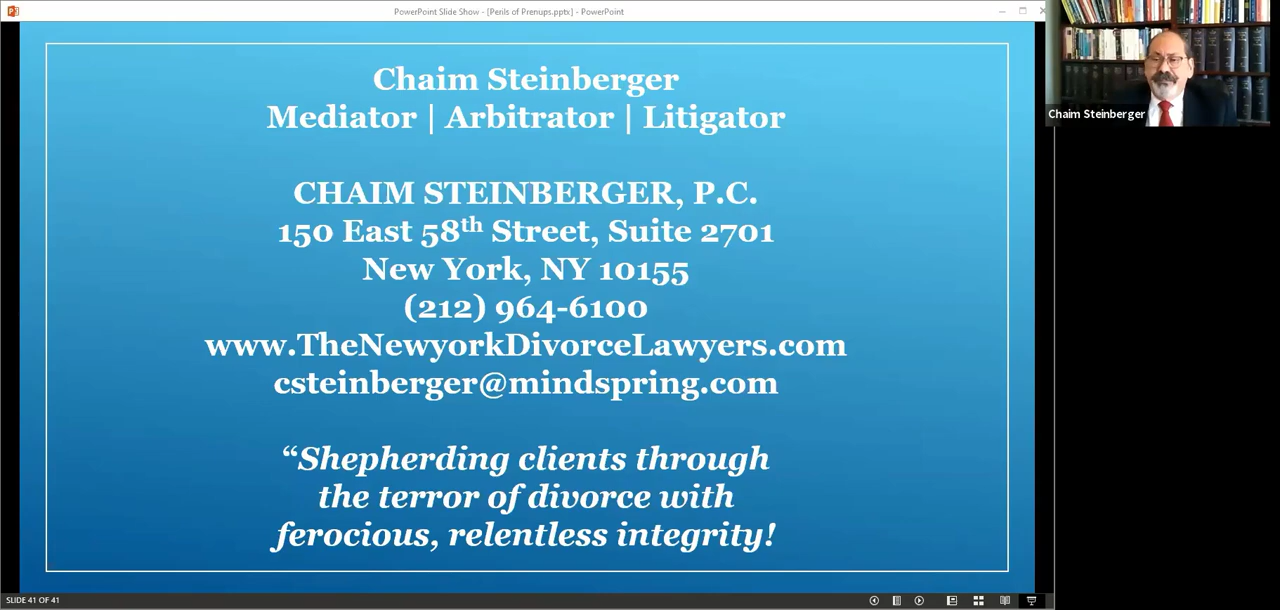 PowerPoint Slide Show - [Perils of Prenups.pptx] - PowerPoint
Chaim Steinberger
Mediator | Arbitrator | Litigator
CHAIM STEINBERGER, P.C.
150 East 58th Street, Suite 2701
New York, NY 10155
(212) 964-6100
www.TheNewyorkDivorceLawyers.com
csteinberger@mindspring.com
“Shepherding clients through
the terror of divorce with
ferocious, relentless integrity!
Chaim Steinberger
SLIDE 41 OF 41